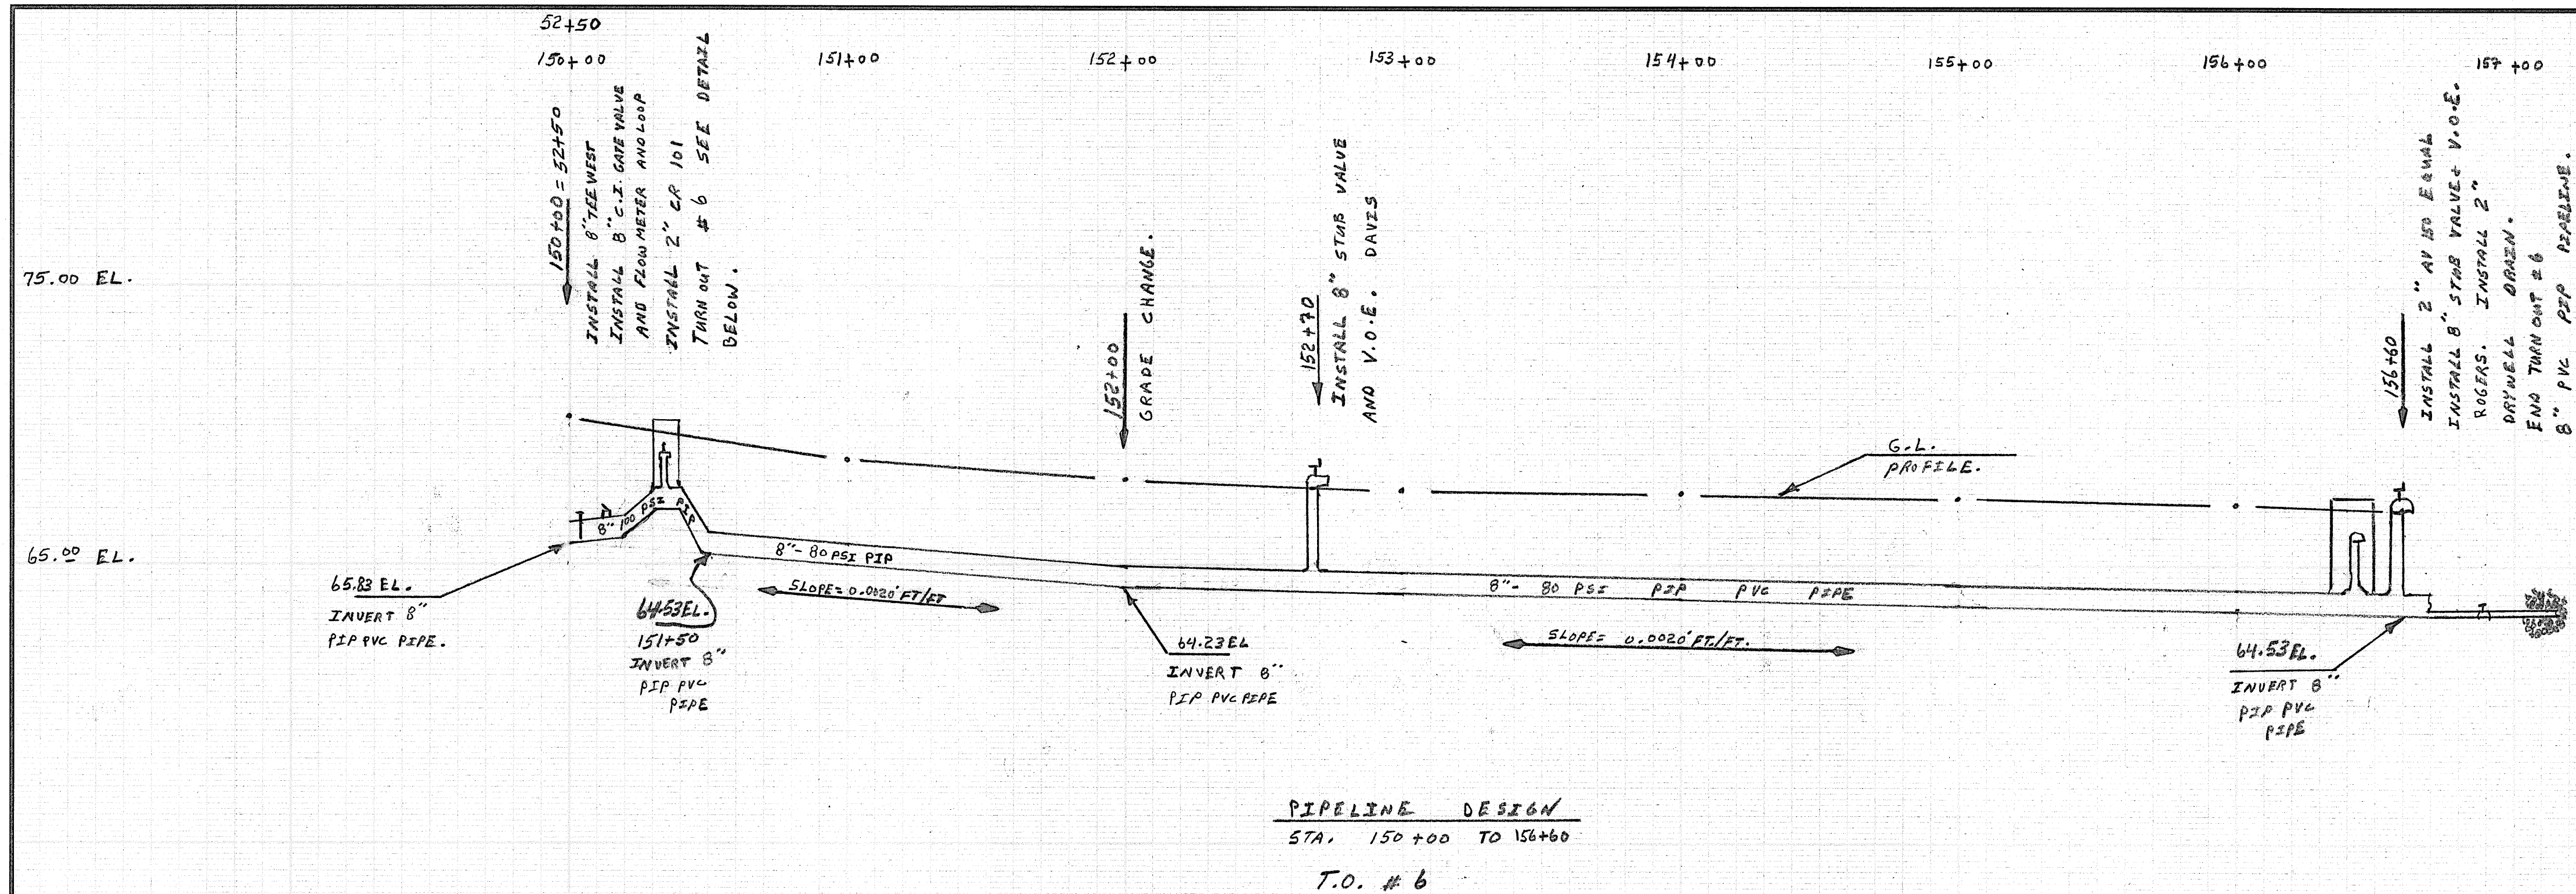 52+50
150+00
151+00
152+00
153+00
154+00
155+00
156+00
157+00
150+00 = 52+50
INSTALL 8" TEE WEST
INSTALL 8" C.I. GATE VALVE
AND FLOW METER AND LOOP
INSTALL 2" CR 101
TURN OUT #6 SEE DETAIL
BELOW.
152+00
GRADE CHANGE.
152+70
INSTALL 8" STUB VALVE
AND V.O.E. DAVIS
156+60
INSTALL 2" AV 150 EQUAL
INSTALL 8" STUB VALVE & V.O.E.
ROGERS. INSTALL 2"
DRYWELL DRAIN.
END TURN OUT #6
8" PVC PIP PIPELINE.
75.00 EL.
65.00 EL.
G.L.
PROFILE.
8" 100 PSI PIP
8"- 80 PSI PIP
SLOPE= 0.0020' FT/FT
8"- 80 PSI PIP PVC PIPE
SLOPE= 0.0020' FT./FT.
65.83 EL.
INVERT 8"
PIP PVC PIPE.
64.53 EL.
151+50
INVERT 8"
PIP PVC
PIPE
64.23 EL
INVERT 8"
PIP PVC PIPE
64.53 EL.
INVERT 8"
PIP PVC
PIPE
PIPELINE DESIGN
STA. 150+00 TO 156+60
T.O. #6